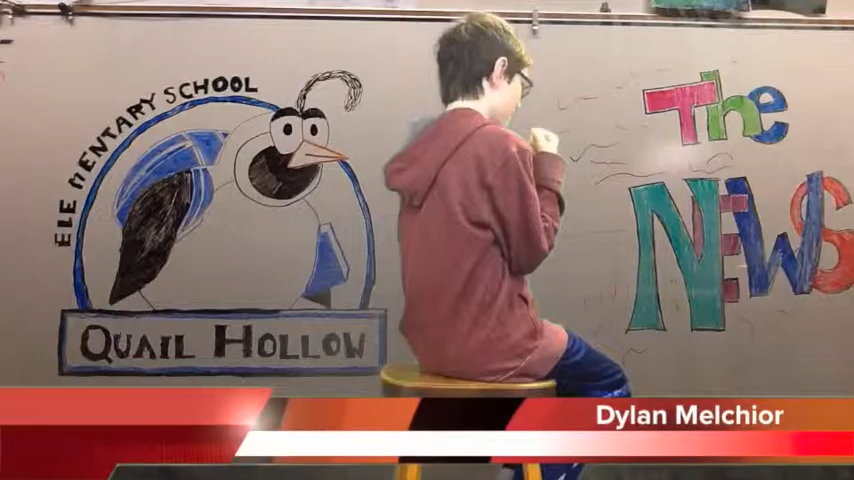 ELEMENTARY SCHOOL
QUAIL HOLLOW
The
NEWS
Dylan Melchior